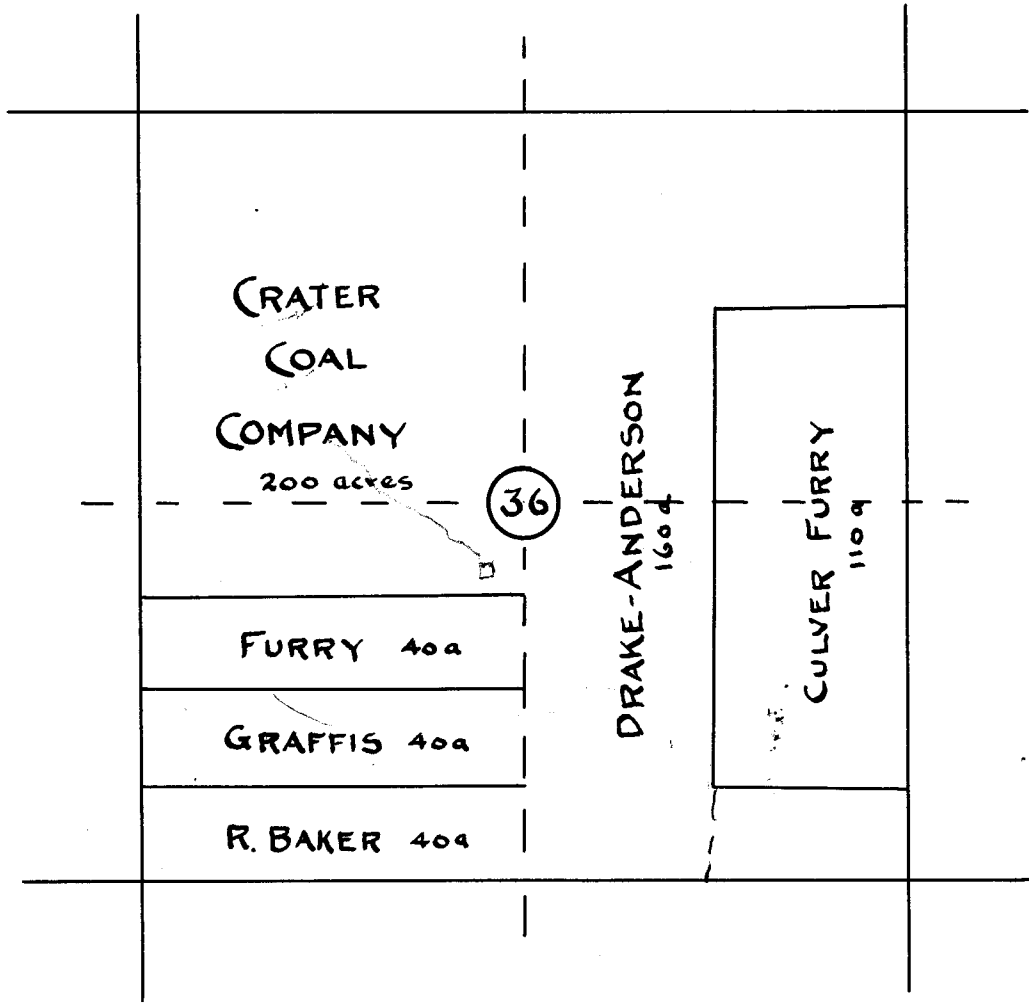 CRATER
COAL
COMPANY
200 acres
36
FURRY 40a
GRAFFIS 40a
R. BAKER 40a
DRAKE-ANDERSON
160a
CULVER FURRY
110a